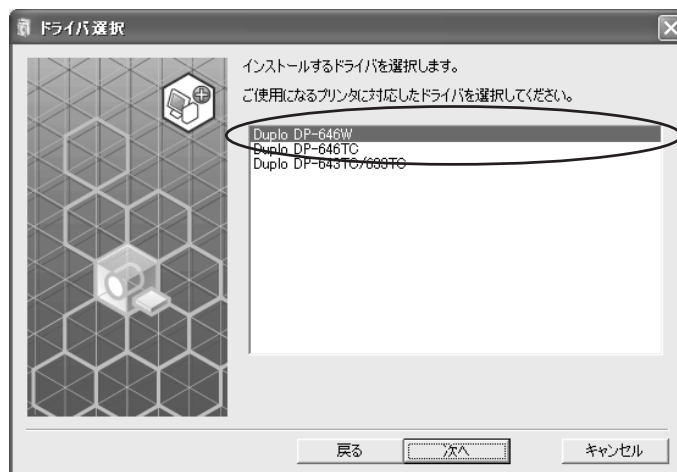 ドライバ選択
インストールするドライバを選択します。
ご使用になるプリンタに対応したドライバを選択してください。
Duplo DP-646W
Duplo DP-646TC
Duplo DP-643TC/633TC
戻る
次へ
キャンセル